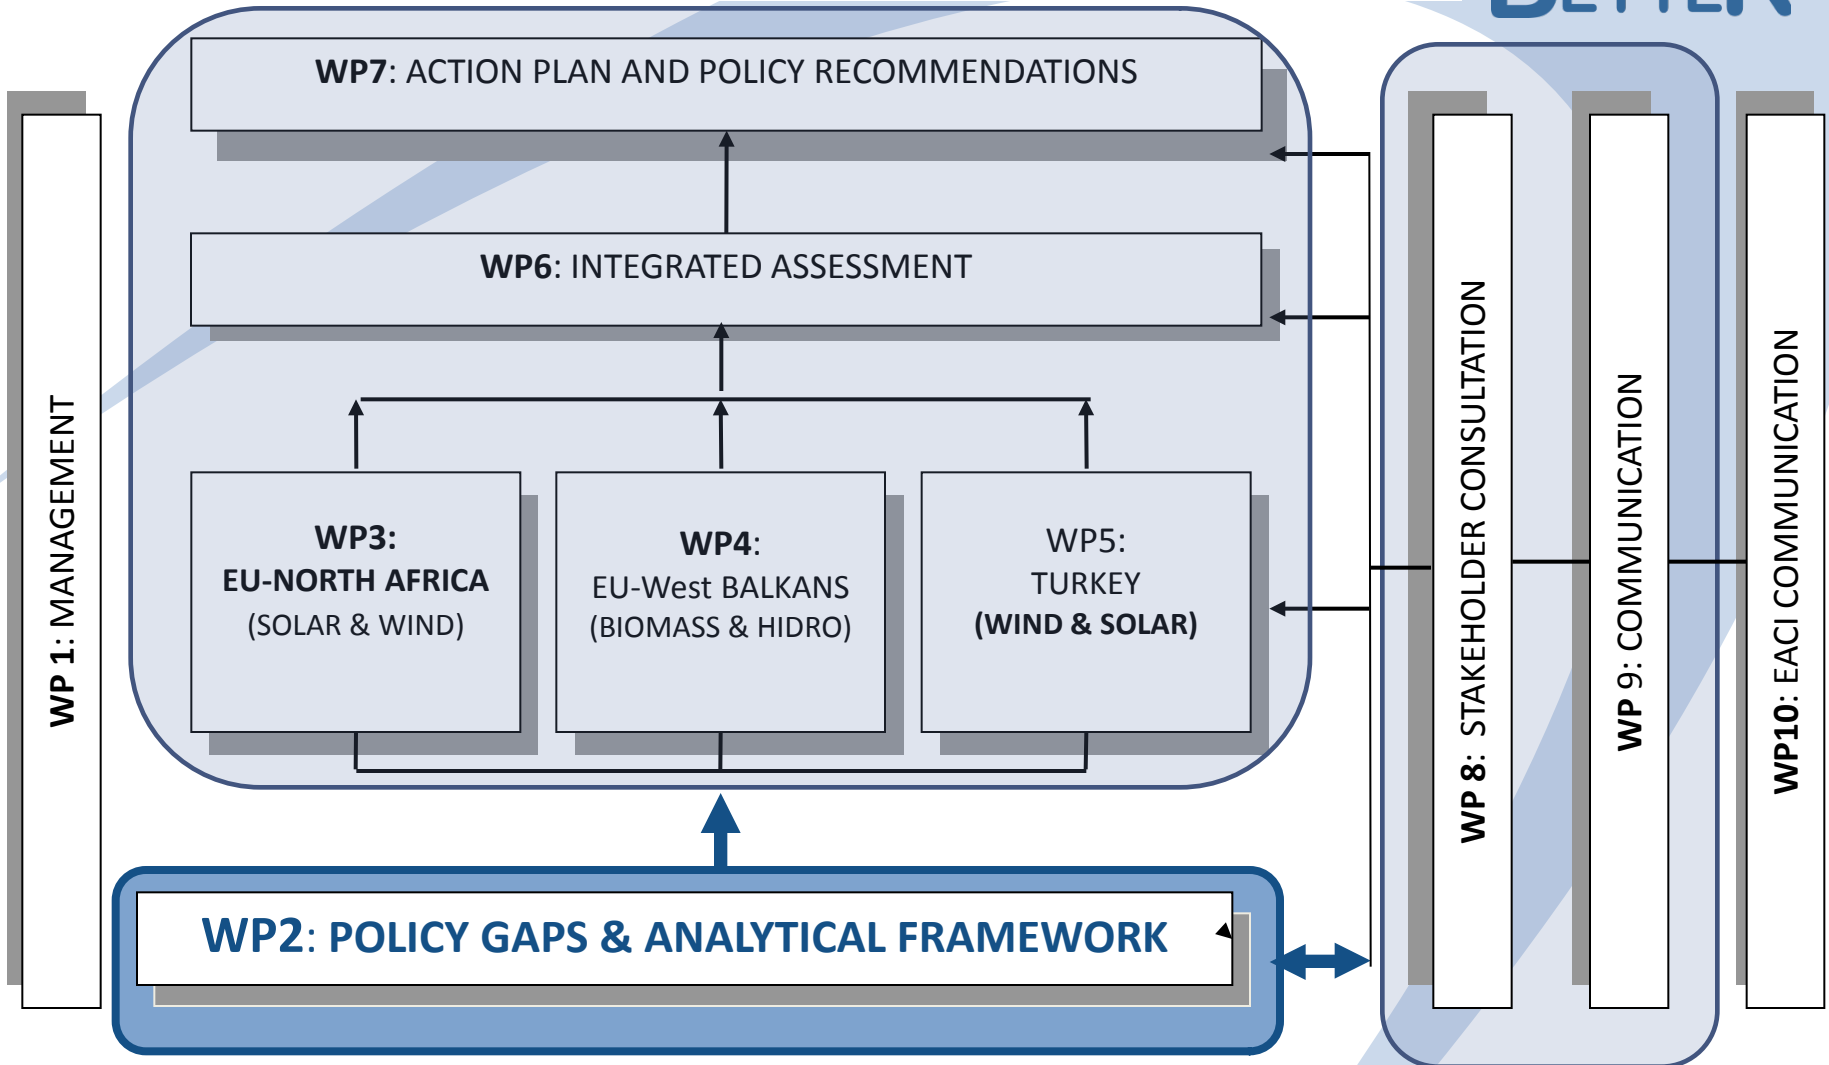 BETTER
WP7: ACTION PLAN AND POLICY RECOMMENDATIONS
WP6: INTEGRATED ASSESSMENT
WP 1: MANAGEMENT
WP3:
EU-NORTH AFRICA
(SOLAR & WIND)
WP4:
EU-West BALKANS
(BIOMASS & HIDRO)
WP5:
TURKEY
(WIND & SOLAR)
WP2: POLICY GAPS & ANALYTICAL FRAMEWORK
WP 8: STAKEHOLDER CONSULTATION
WP 9: COMMUNICATION
WP10: EACI COMMUNICATION